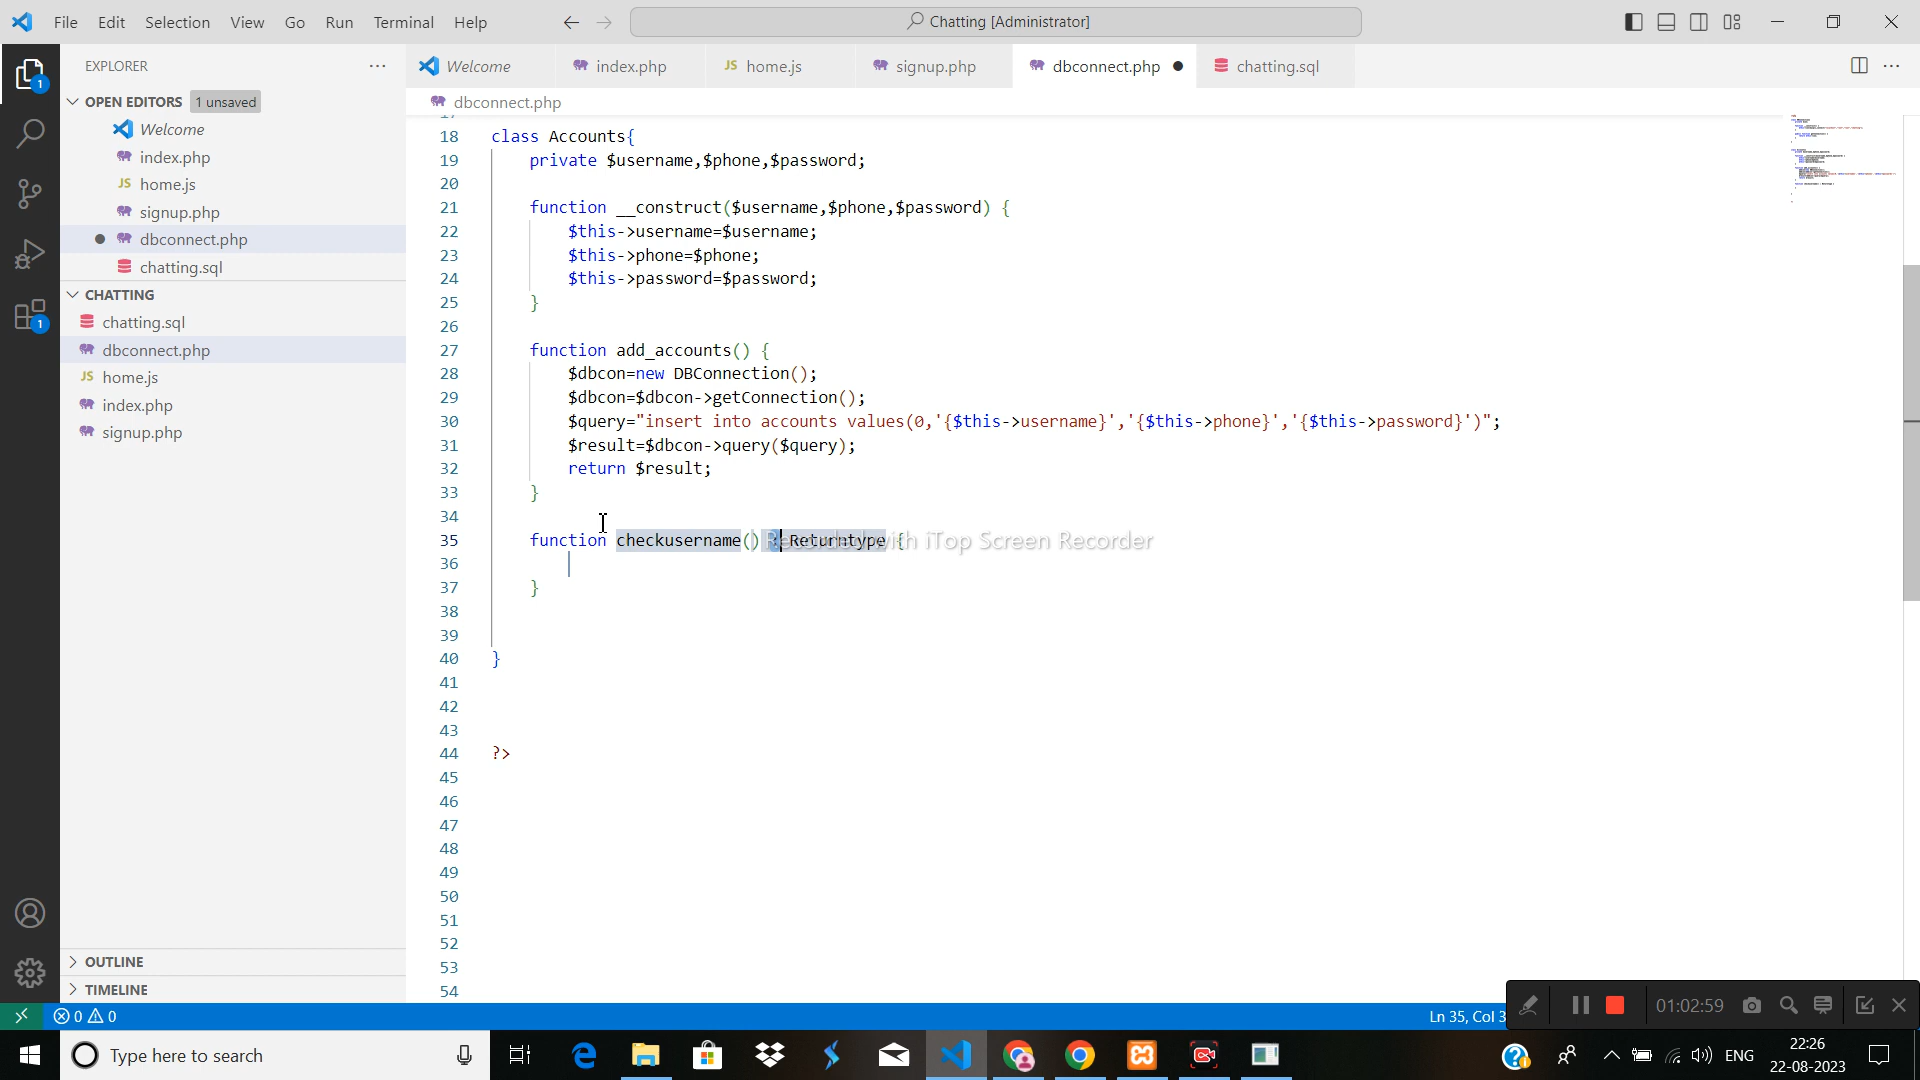 File Edit Selection View Go Run Terminal Help
Chatting [Administrator]
EXPLORER
OPEN EDITORS 1 unsaved
Welcome
index.php
JS home.js
signup.php
dbconnect.php
chatting.sql
CHATTING
chatting.sql
dbconnect.php
JS home.js
index.php
signup.php
OUTLINE
TIMELINE
Welcome index.php JS home.js signup.php dbconnect.php chatting.sql
dbconnect.php
18 class Accounts{
19 private $username,$phone,$password;
20
21 function __construct($username,$phone,$password) {
22 $this->username=$username;
23 $this->phone=$phone;
24 $this->password=$password;
25 }
26
27 function add_accounts() {
28 $dbcon=new DBConnection();
29 $dbcon=$dbcon->getConnection();
30 $query="insert into accounts values(0,'{$this->username}','{$this->phone}','{$this->password}')";
31 $result=$dbcon->query($query);
32 return $result;
33 }
34
35 function checkusername() : Returntype {
Recorded with iTop Screen Recorder
36
37 }
38
39
40 }
41
42
43
44 ?>
45
46
47
48
49
50
51
52
53
54
0 0
Ln 35, Col 3
01:02:59
Type here to search
ENG
22:26
22-08-2023